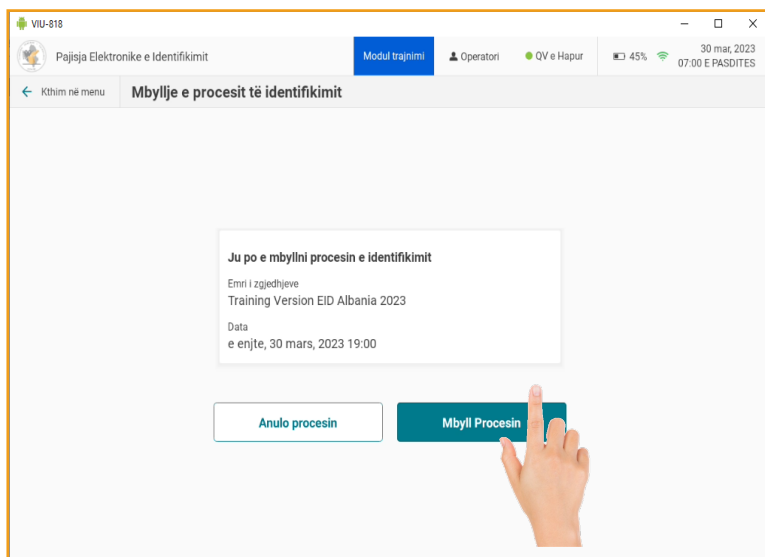 VIU-818
Pajisja Elektronike e Identifikimit
Modul trajnimi
Operatori
QV e Hapur
45%
30 mar, 2023
07:00 E PASDITES
Kthim në menu
Mbyllje e procesit të identifikimit
Ju po e mbyllni procesin e identifikimit
Emri i zgjedhjeve
Training Version EID Albania 2023
Data
e enjte, 30 mars, 2023 19:00
Anulo procesin
Mbyll Procesin